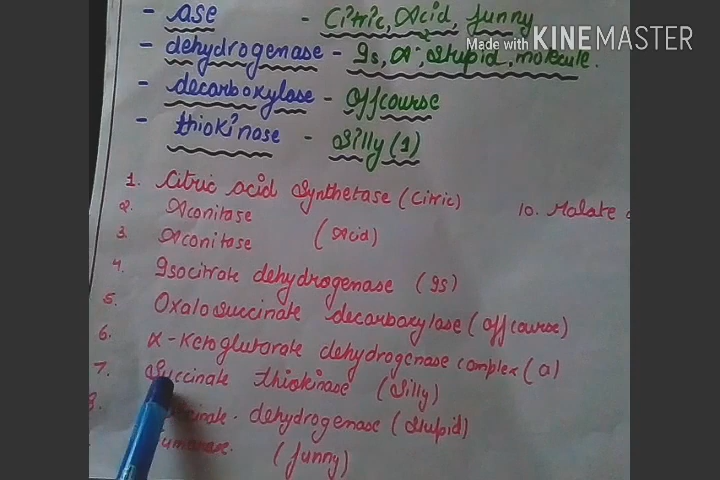 - ase - Citric, Acid, funny
Made with KINEMASTER
- dehydrogenase - Is, A, stupid, molecule.
- decarboxylase - offcourse
- thiokinase - silly (1)
1. Citric acid synthetase (Citric)
2. Aconitase
3. Aconitase (Acid)
10. Malate
4. Isocitrate dehydrogenase (Is)
5. Oxalosuccinate decarboxylase (offcourse)
6. α-Ketoglutorate dehydrogenase complex (a)
7. Succinate thiokinase (silly)
8. dehydrogenase (stupid)
(funny)